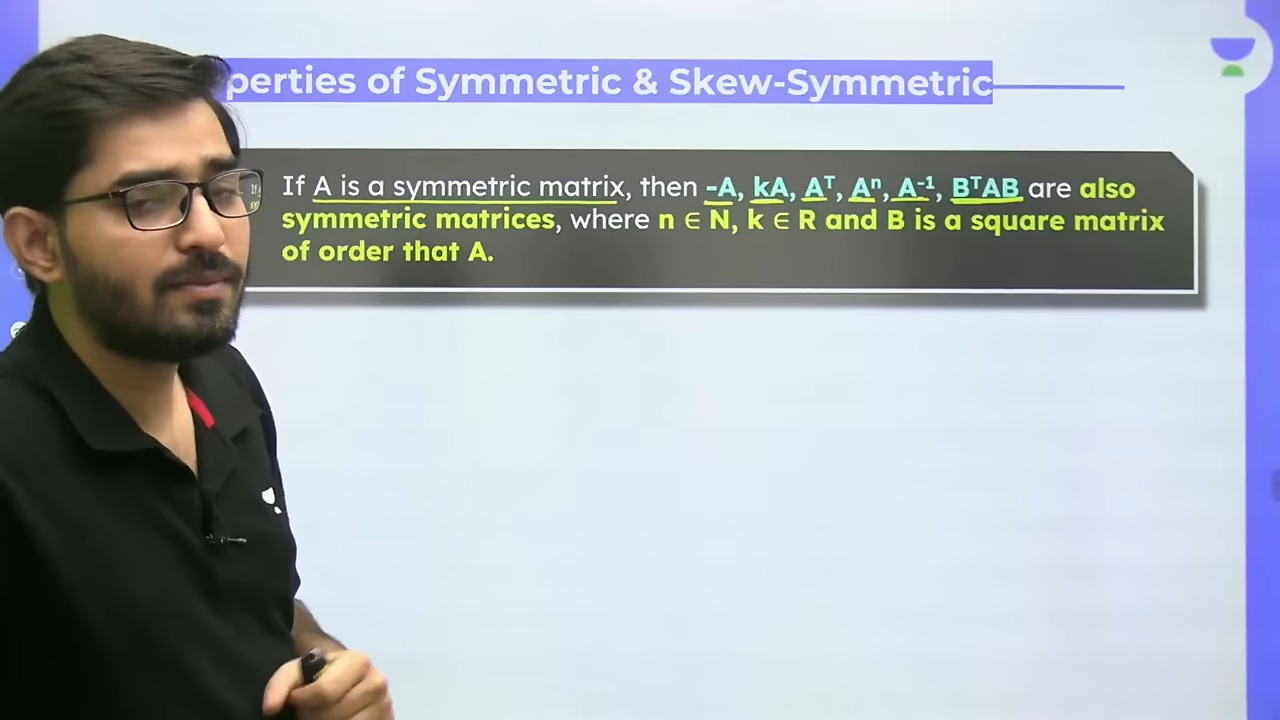 perties of Symmetric & Skew-Symmetric
If A is a symmetric matrix, then -A, kA, Aᵀ, Aⁿ, A⁻¹, BᵀAB are also
symmetric matrices, where n ∈ N, k ∈ R and B is a square matrix
of order that A.